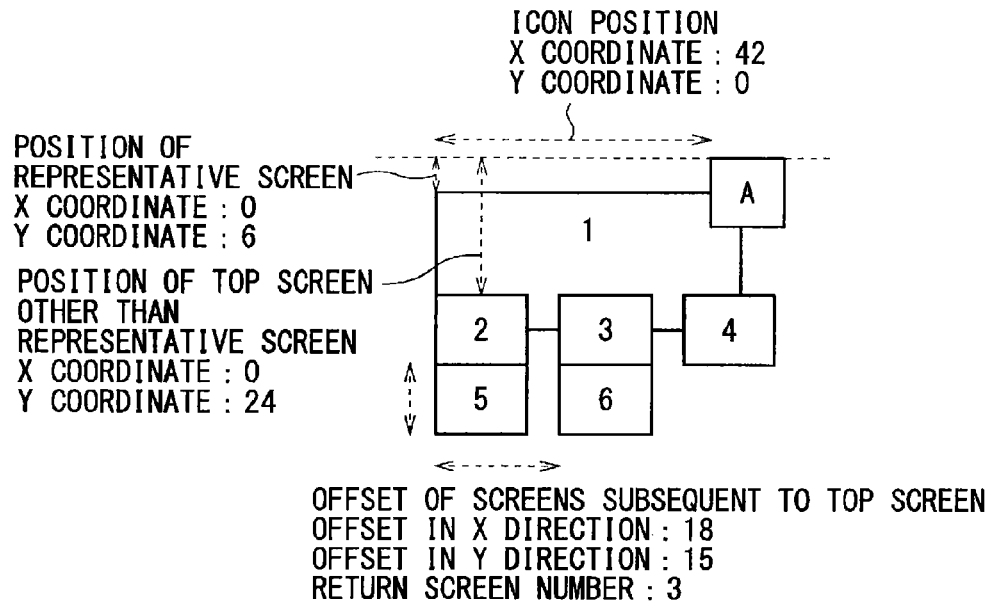 ICON POSITION
X COORDINATE : 42
Y COORDINATE : 0
POSITION OF
REPRESENTATIVE SCREEN
X COORDINATE : 0
Y COORDINATE : 6
A
1
POSITION OF TOP SCREEN
OTHER THAN
REPRESENTATIVE SCREEN
X COORDINATE : 0
Y COORDINATE : 24
2
3
4
5
6
OFFSET OF SCREENS SUBSEQUENT TO TOP SCREEN
OFFSET IN X DIRECTION : 18
OFFSET IN Y DIRECTION : 15
RETURN SCREEN NUMBER : 3